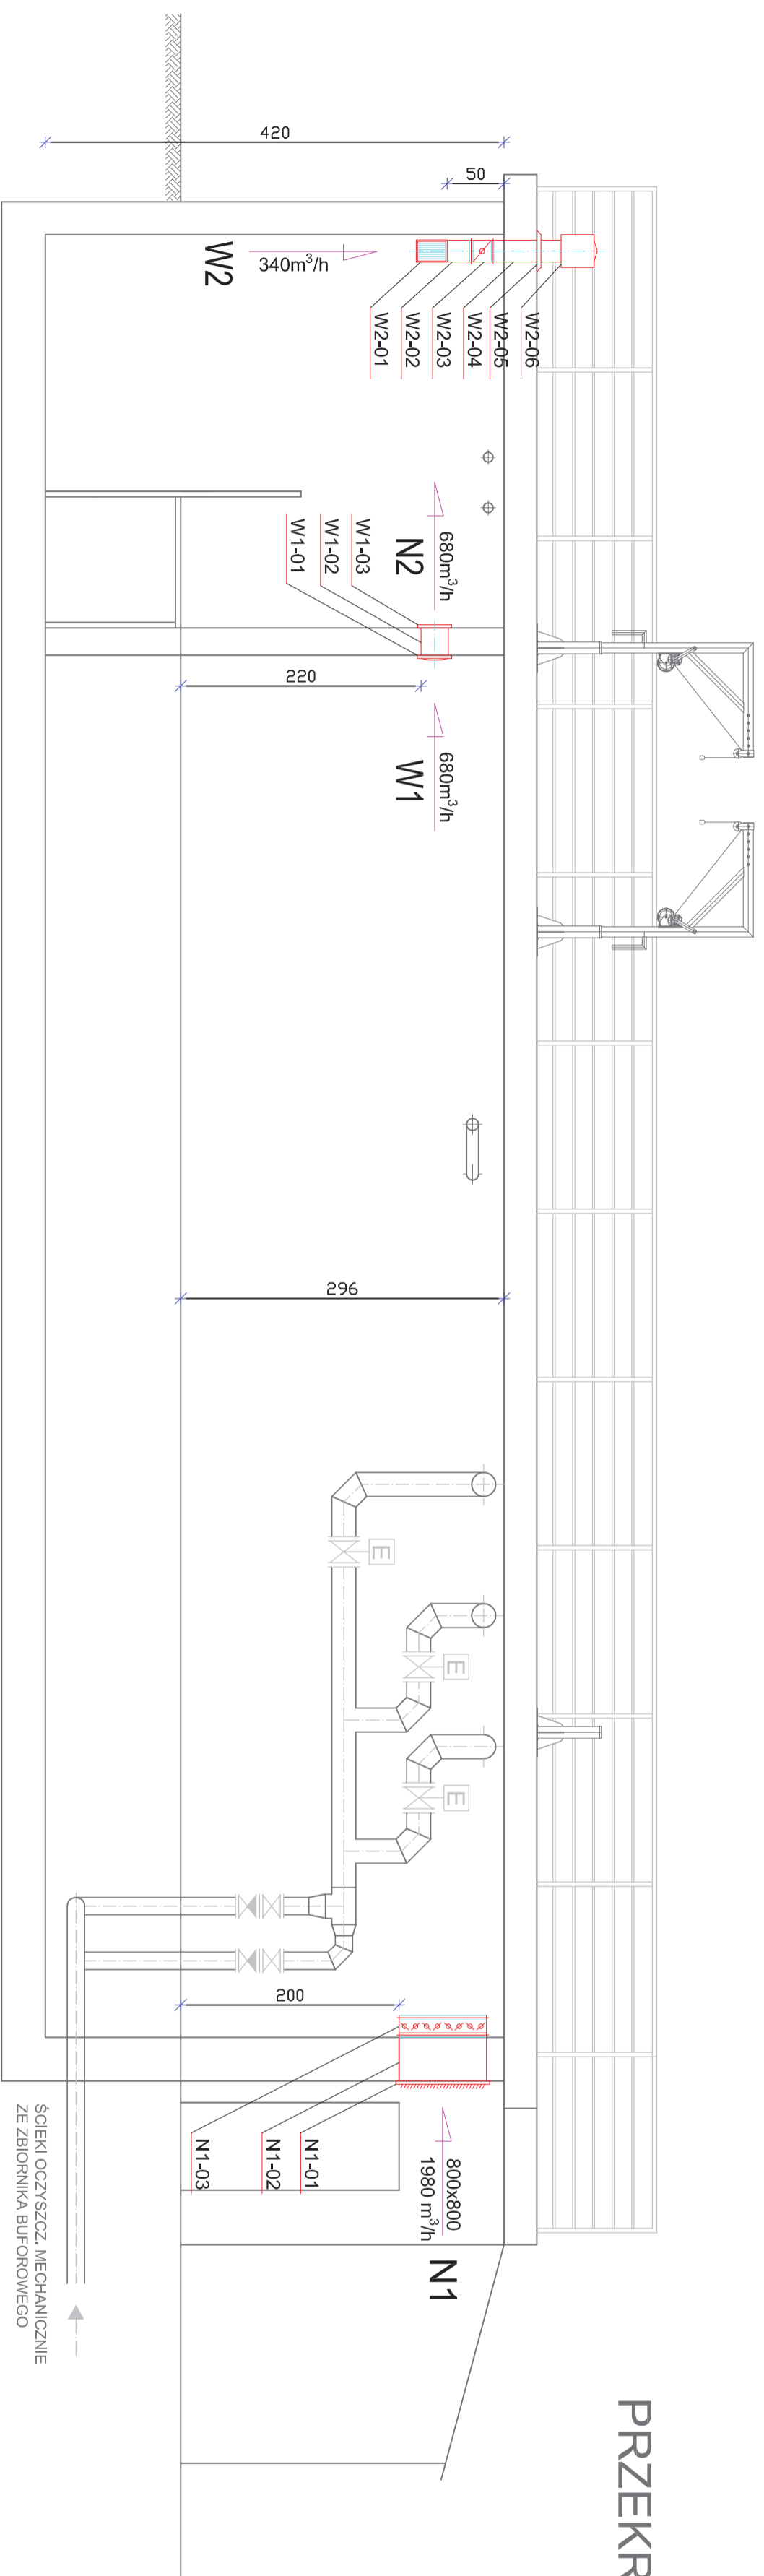 PRZEKR
420
50
W2
340m³/h
W2-01
W2-02
W2-03
W2-04
W2-05
W2-06
N2
680m³/h
W1-01
W1-02
W1-03
220
W1
680m³/h
296
E
E
E
200
N1-03
N1-02
N1-01
800x800
1980 m³/h
N1
ŚCIEKI OCZYSZCZ. MECHANICZNIE
ZE ZBIORNIKA BUFOROWEGO